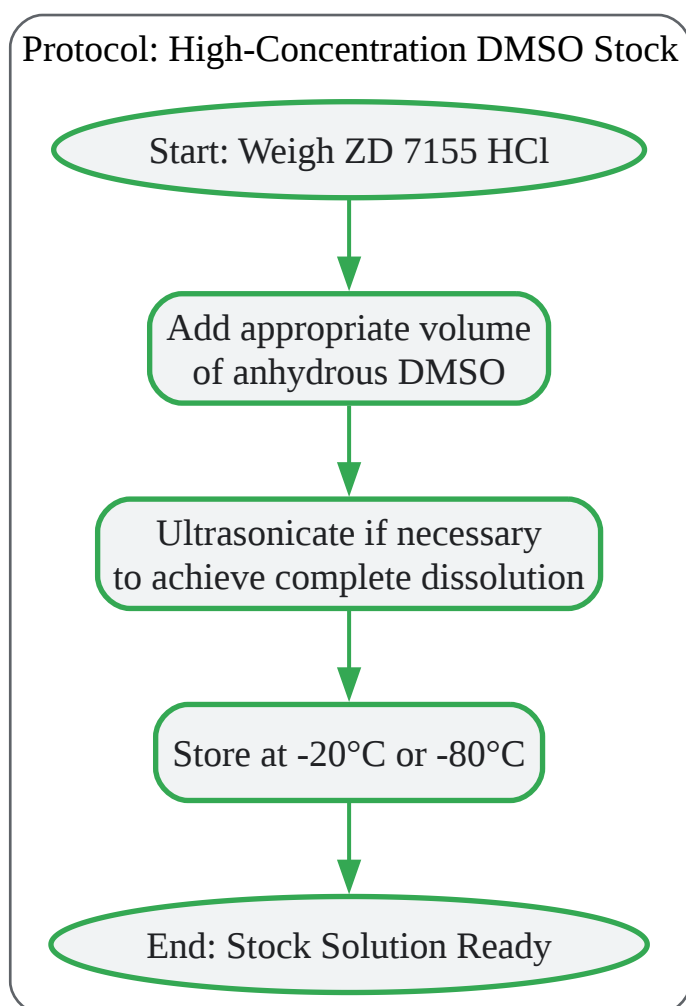 Protocol: High-Concentration DMSO Stock
Start: Weigh ZD 7155 HCl
Add appropriate volume
of anhydrous DMSO
Ultrasonicate if necessary
to achieve complete dissolution
Store at -20°C or -80°C
End: Stock Solution Ready